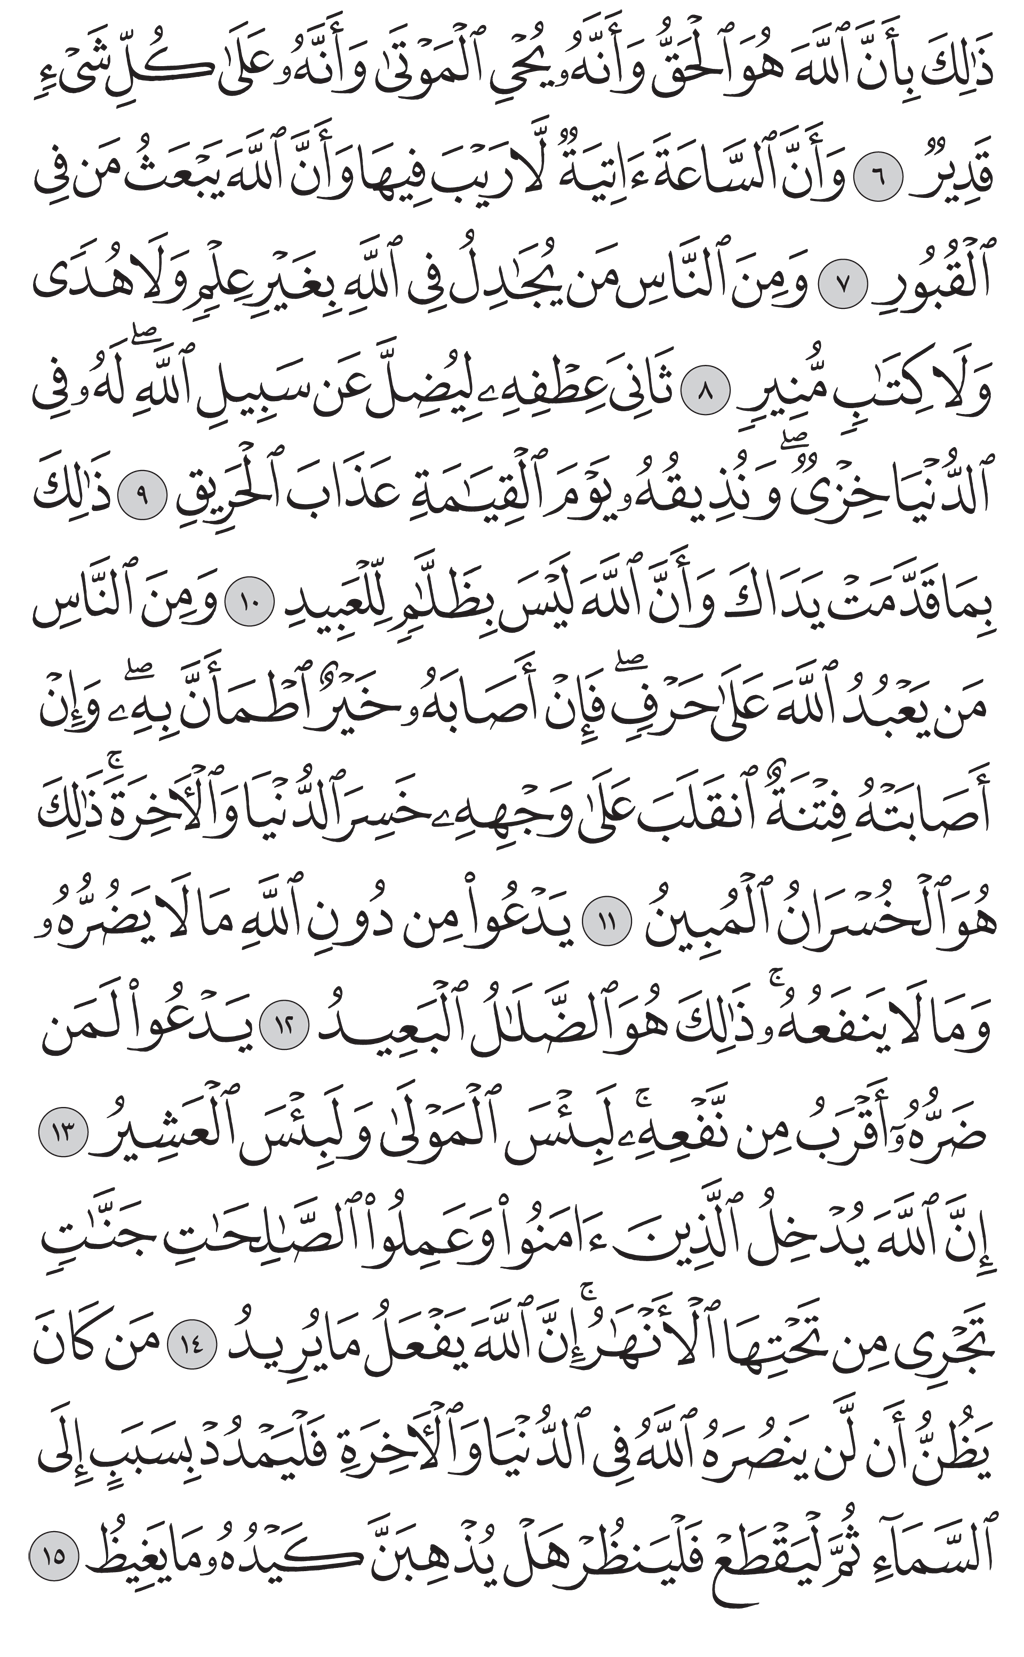 ذَٰلِكَ بِأَنَّ ٱللَّهَ هُوَ ٱلْحَقُّ وَأَنَّهُۥ يُحْىِ ٱلْمَوْتَىٰ وَأَنَّهُۥ عَلَىٰ كُلِّ شَىْءٍ
قَدِيرٌ ٦ وَأَنَّ ٱلسَّاعَةَ ءَاتِيَةٌ لَّا رَيْبَ فِيهَا وَأَنَّ ٱللَّهَ يَبْعَثُ مَن فِى
ٱلْقُبُورِ ٧ وَمِنَ ٱلنَّاسِ مَن يُجَٰدِلُ فِى ٱللَّهِ بِغَيْرِ عِلْمٍ وَلَا هُدًى
وَلَا كِتَٰبٍ مُّنِيرٍ ٨ ثَانِىَ عِطْفِهِۦ لِيُضِلَّ عَن سَبِيلِ ٱللَّهِ ۖ لَهُۥ فِى
ٱلدُّنْيَا خِزْىٌ ۖ وَنُذِيقُهُۥ يَوْمَ ٱلْقِيَٰمَةِ عَذَابَ ٱلْحَرِيقِ ٩ ذَٰلِكَ
بِمَا قَدَّمَتْ يَدَاكَ وَأَنَّ ٱللَّهَ لَيْسَ بِظَلَّٰمٍ لِّلْعَبِيدِ ١٠ وَمِنَ ٱلنَّاسِ
مَن يَعْبُدُ ٱللَّهَ عَلَىٰ حَرْفٍ ۖ فَإِنْ أَصَابَهُۥ خَيْرٌ ٱطْمَأَنَّ بِهِۦ ۖ وَإِنْ
أَصَابَتْهُ فِتْنَةٌ ٱنقَلَبَ عَلَىٰ وَجْهِهِۦ خَسِرَ ٱلدُّنْيَا وَٱلْأَخِرَةَ ۚ ذَٰلِكَ
هُوَ ٱلْخُسْرَانُ ٱلْمُبِينُ ١١ يَدْعُوا۟ مِن دُونِ ٱللَّهِ مَا لَا يَضُرُّهُۥ
وَمَا لَا يَنفَعُهُۥ ۚ ذَٰلِكَ هُوَ ٱلضَّلَٰلُ ٱلْبَعِيدُ ١٢ يَدْعُوا۟ لَمَن
ضَرُّهُۥٓ أَقْرَبُ مِن نَّفْعِهِۦ ۚ لَبِئْسَ ٱلْمَوْلَىٰ وَلَبِئْسَ ٱلْعَشِيرُ ١٣
إِنَّ ٱللَّهَ يُدْخِلُ ٱلَّذِينَ ءَامَنُوا۟ وَعَمِلُوا۟ ٱلصَّٰلِحَٰتِ جَنَّٰتٍ
تَجْرِى مِن تَحْتِهَا ٱلْأَنْهَٰرُ ۚ إِنَّ ٱللَّهَ يَفْعَلُ مَا يُرِيدُ ١٤ مَن كَانَ
يَظُنُّ أَن لَّن يَنصُرَهُ ٱللَّهُ فِى ٱلدُّنْيَا وَٱلْأَخِرَةِ فَلْيَمْدُدْ بِسَبَبٍ إِلَى
ٱلسَّمَآءِ ثُمَّ لْيَقْطَعْ فَلْيَنظُرْ هَلْ يُذْهِبَنَّ كَيْدُهُۥ مَا يَغِيظُ ١٥